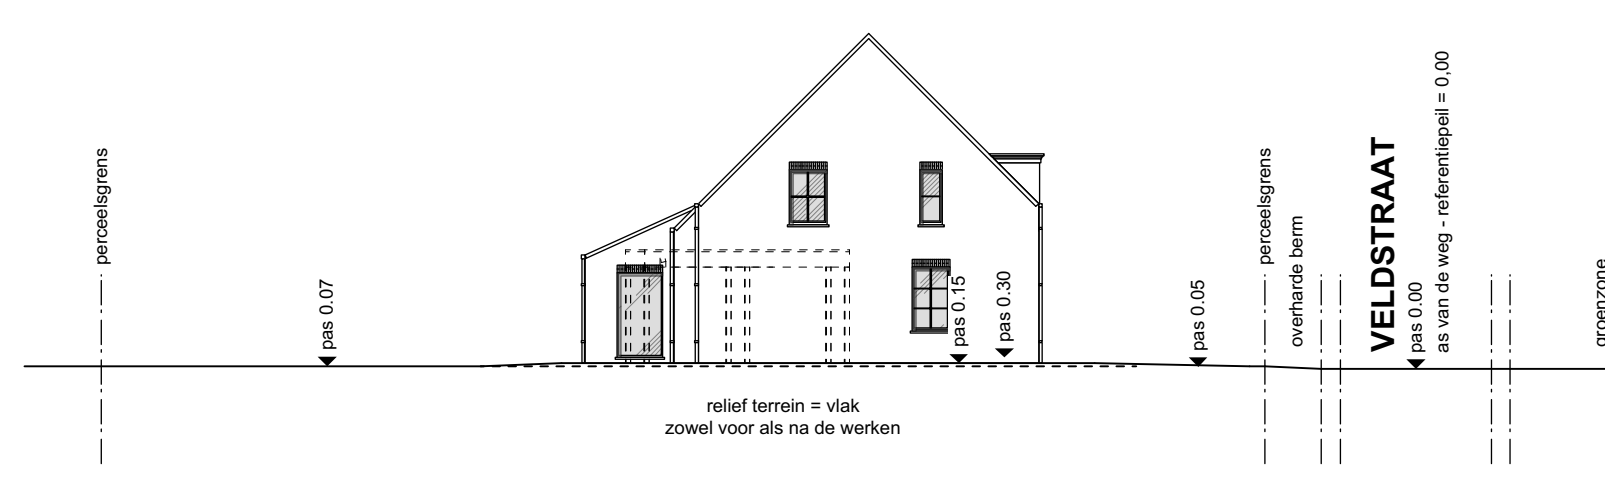 perceelsgrens
pas 0.07
pas 0.15
pas 0.30
pas 0.05
perceelsgrens
overharde berm
VELDSTRAAT
pas 0.00
as van de weg - referentiepeil = 0,00
groenzone
relief terrein = vlak
zowel voor als na de werken